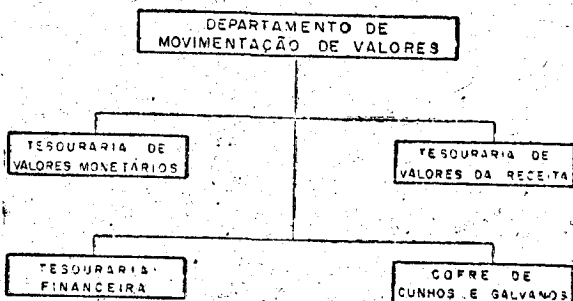 DEPARTAMENTO DE
MOVIMENTAÇÃO DE VALORES
TESOURARIA DE
VALORES MONETÁRIOS
TESOURARIA DE
VALORES DA RECEITA
TESOURARIA
FINANCEIRA
COFRE DE
CUNHOS E GALVANOS